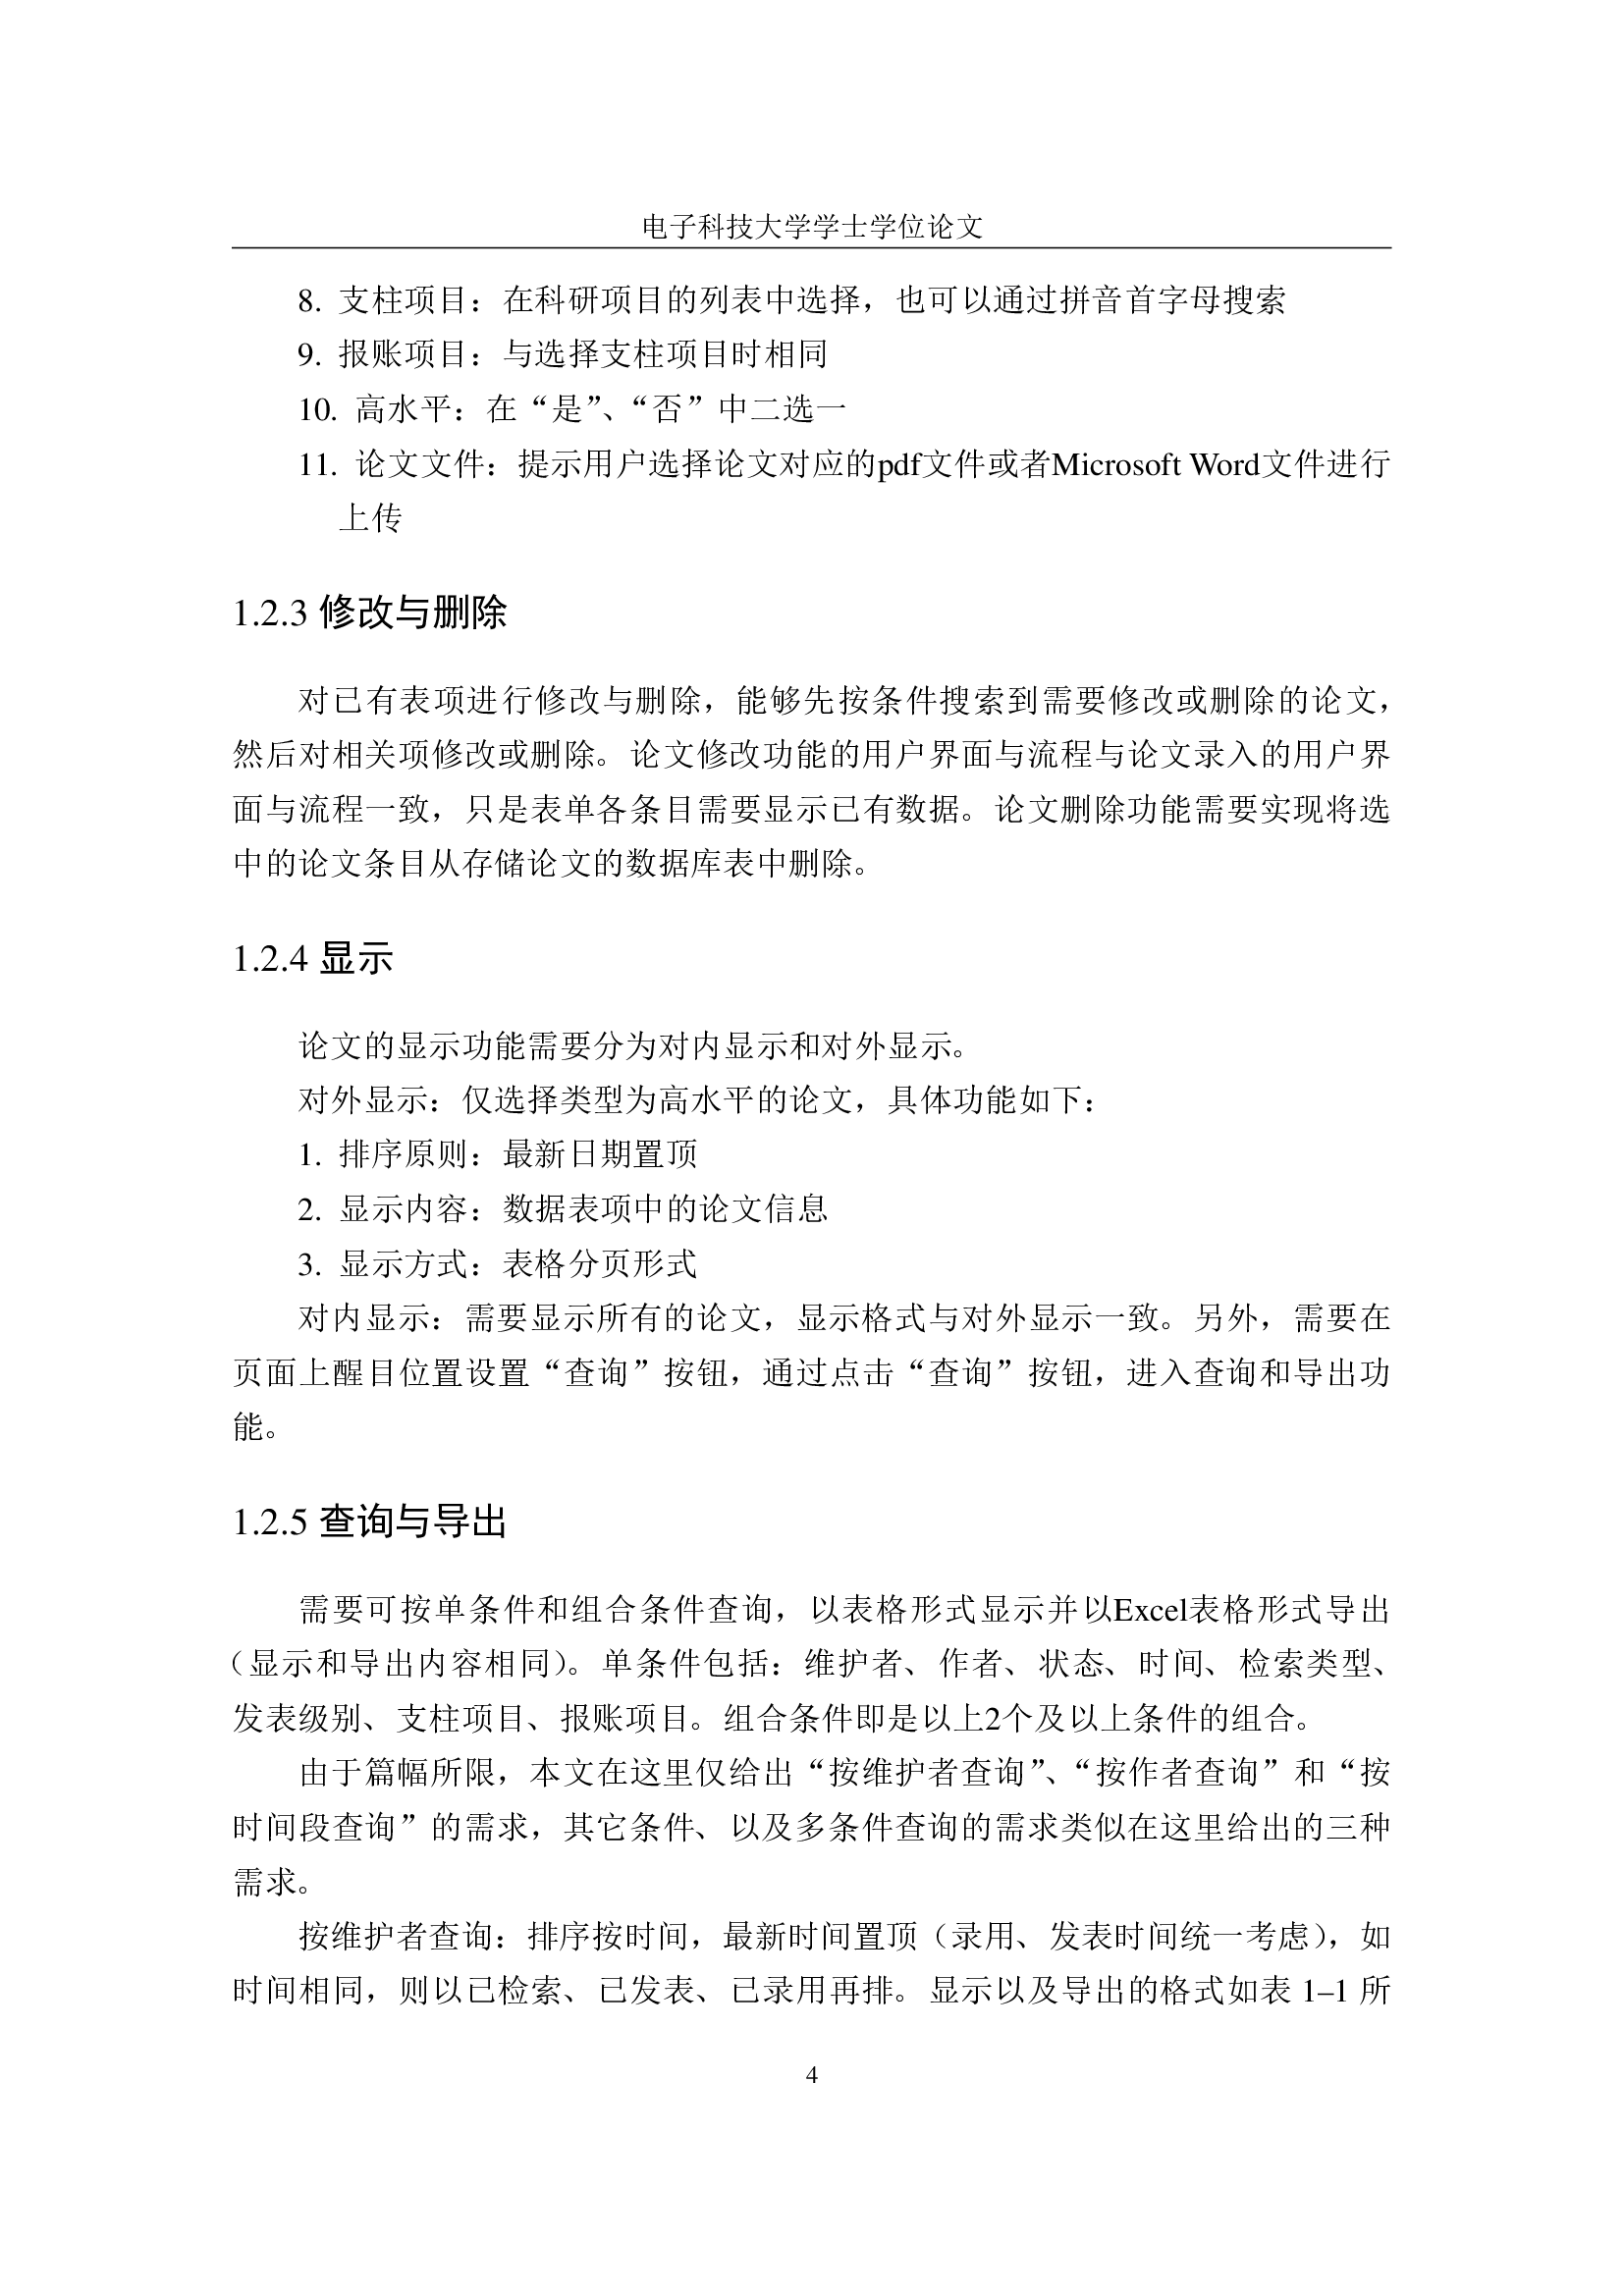 电子科技大学学士学位论文
8. 支柱项目：在科研项目的列表中选择，也可以通过拼音首字母搜索
9. 报账项目：与选择支柱项目时相同
10. 高水平：在“是”、“否”中二选一
11. 论文文件：提示用户选择论文对应的pdf文件或者Microsoft Word文件进行
上传
1.2.3 修改与删除
对已有表项进行修改与删除，能够先按条件搜索到需要修改或删除的论文，
然后对相关项修改或删除。论文修改功能的用户界面与流程与论文录入的用户界
面与流程一致，只是表单各条目需要显示已有数据。论文删除功能需要实现将选
中的论文条目从存储论文的数据库表中删除。
1.2.4 显示
论文的显示功能需要分为对内显示和对外显示。
对外显示：仅选择类型为高水平的论文，具体功能如下：
1. 排序原则：最新日期置顶
2. 显示内容：数据表项中的论文信息
3. 显示方式：表格分页形式
对内显示：需要显示所有的论文，显示格式与对外显示一致。另外，需要在
页面上醒目位置设置“查询”按钮，通过点击“查询”按钮，进入查询和导出功
能。
1.2.5 查询与导出
需要可按单条件和组合条件查询，以表格形式显示并以Excel表格形式导出
（显示和导出内容相同）。单条件包括：维护者、作者、状态、时间、检索类型、
发表级别、支柱项目、报账项目。组合条件即是以上2个及以上条件的组合。
由于篇幅所限，本文在这里仅给出“按维护者查询”、“按作者查询”和“按
时间段查询”的需求，其它条件、以及多条件查询的需求类似在这里给出的三种
需求。
按维护者查询：排序按时间，最新时间置顶（录用、发表时间统一考虑），如
时间相同，则以已检索、已发表、已录用再排。显示以及导出的格式如表 1–1 所
4